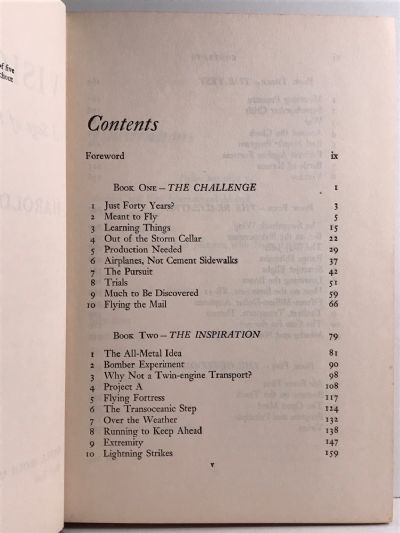 of five
thout
Contents
Foreword ix
Book One – THE CHALLENGE 1
1 Just Forty Years? 3
2 Meant to Fly 5
3 Learning Things 15
4 Out of the Storm Cellar 22
5 Production Needed 29
6 Airplanes, Not Cement Sidewalks 37
7 The Pursuit 42
8 Trials 51
9 Much to Be Discovered 59
10 Flying the Mail 66
Book Two – THE INSPIRATION 79
1 The All-Metal Idea 81
2 Bomber Experiment 90
3 Why Not a Twin-engine Transport? 98
4 Project A 108
5 Flying Fortress 117
6 The Transoceanic Step 124
7 Over the Weather 132
8 Running to Keep Ahead 138
9 Extremity 147
10 Lightning Strikes 159
v